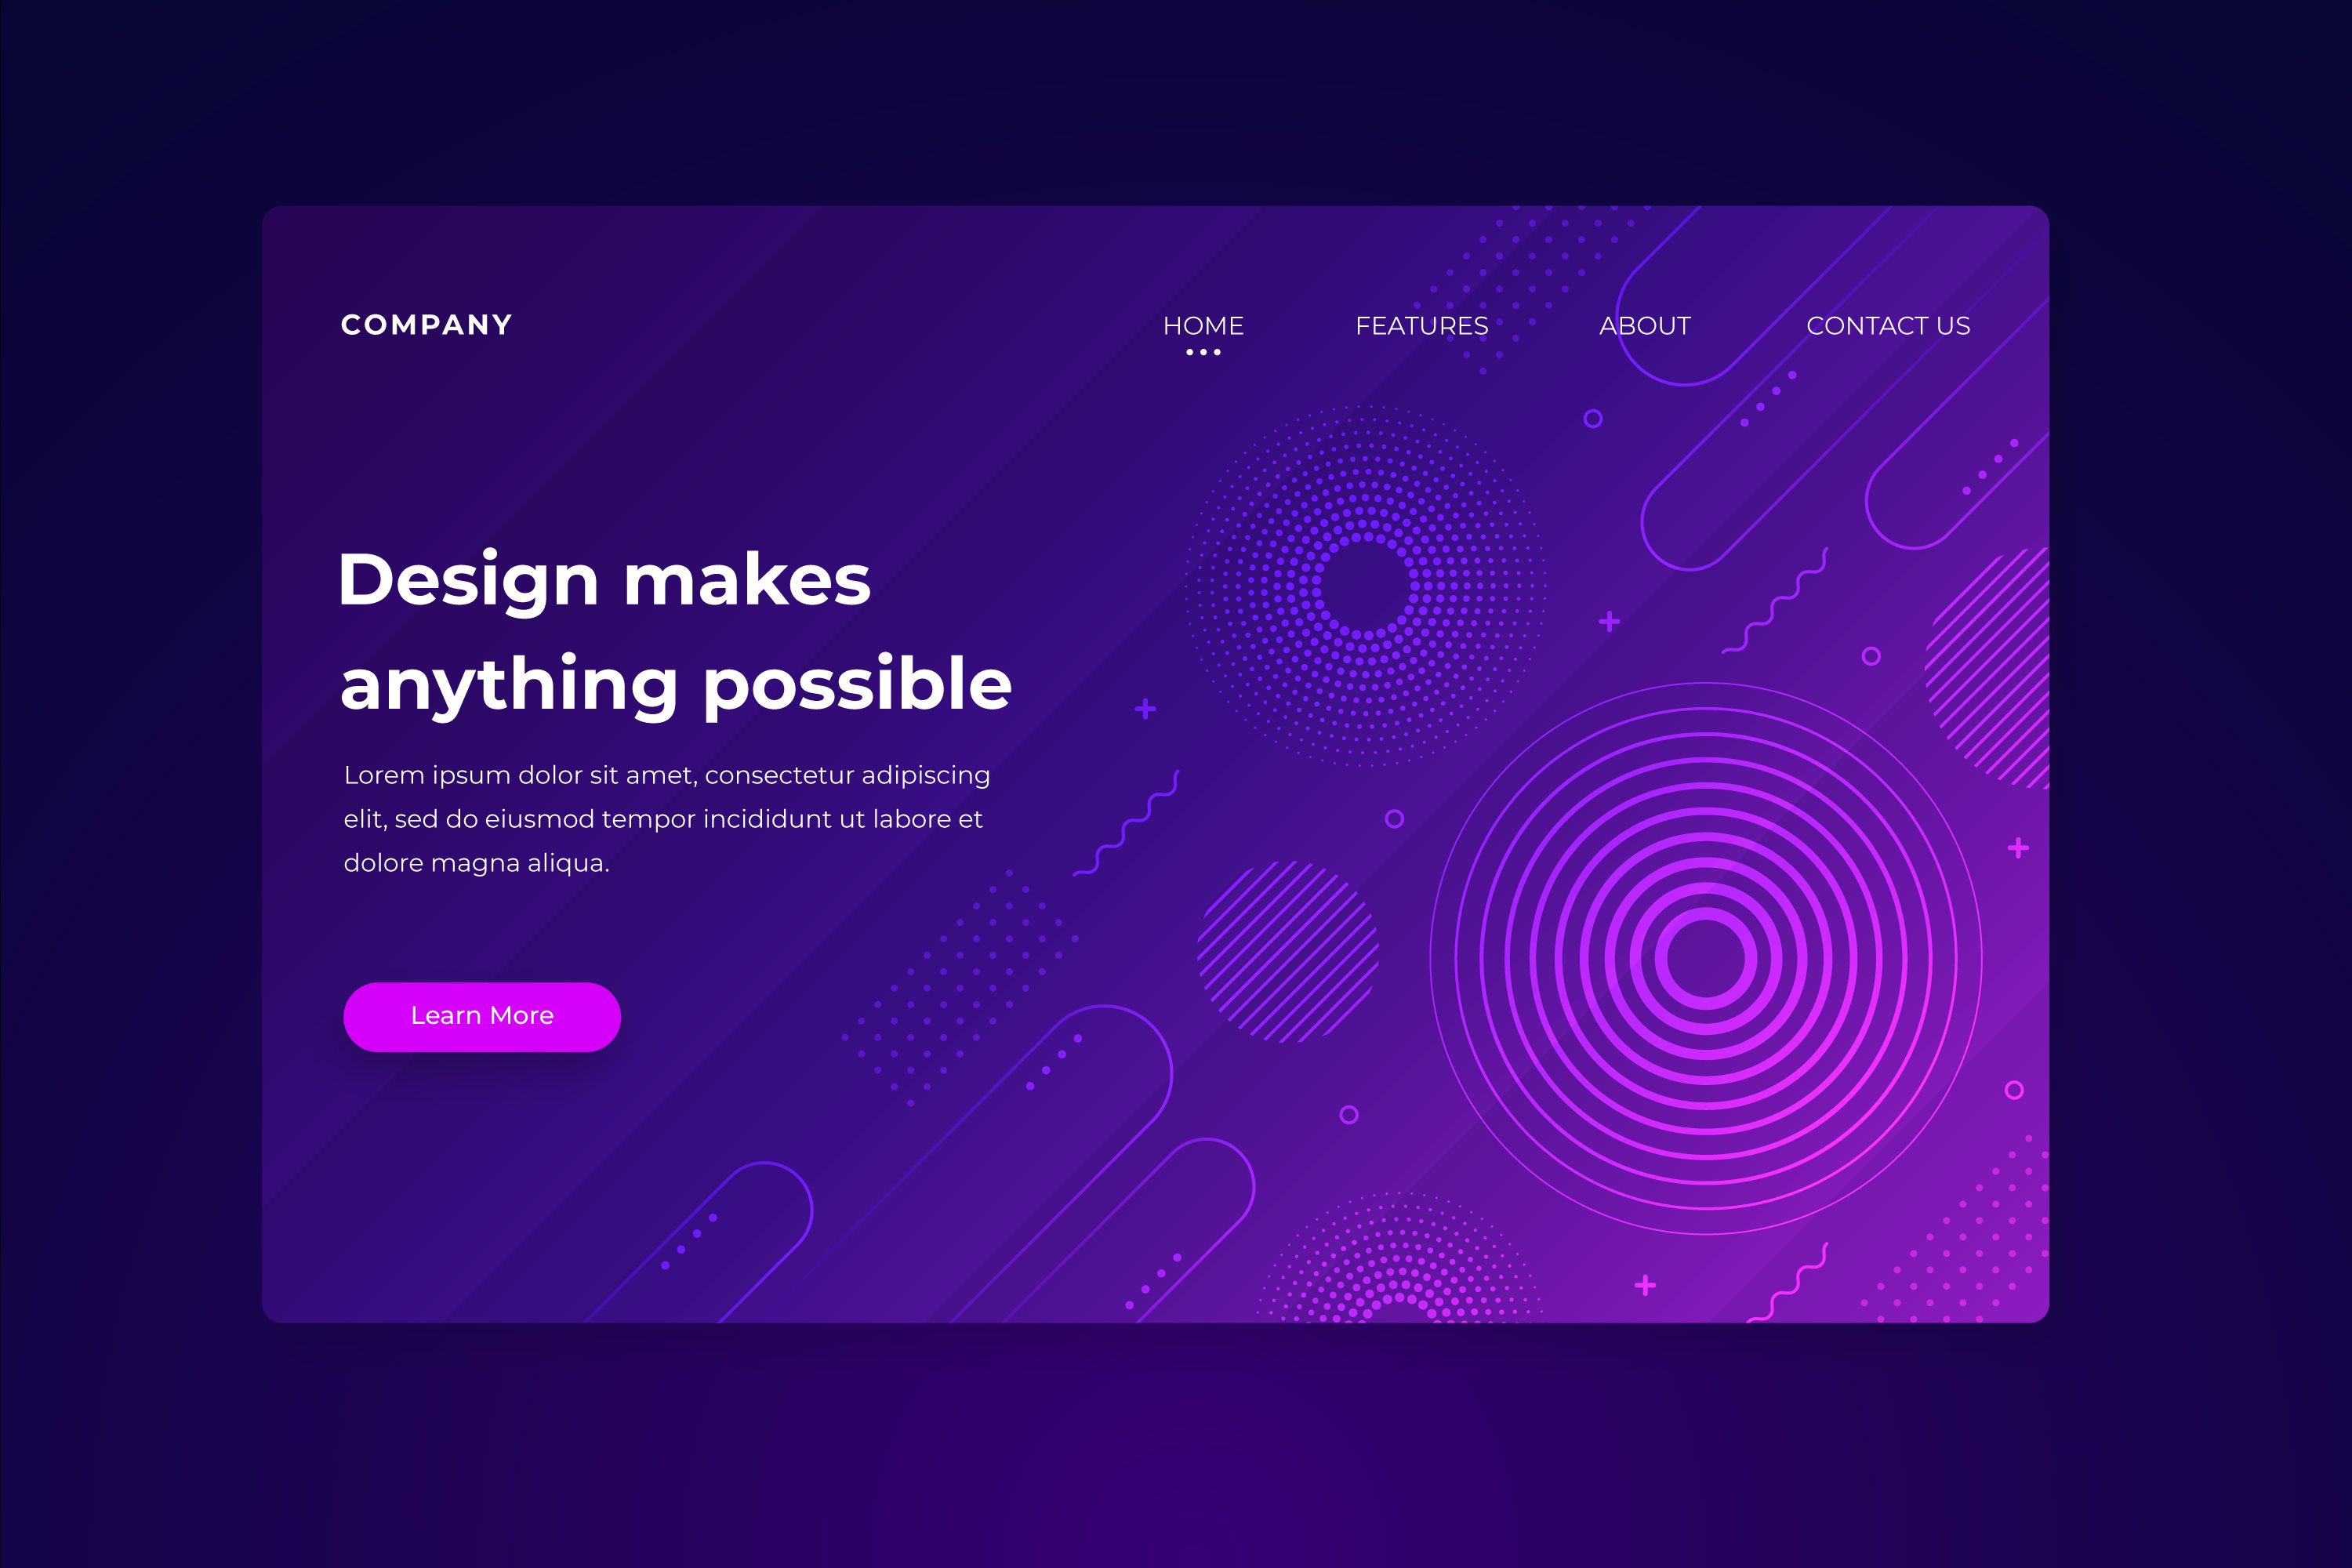 COMPANY
HOME
FEATURES
ABOUT
CONTACT US
Design makes
anything possible
Lorem ipsum dolor sit amet, consectetur adipiscing
elit, sed do eiusmod tempor incididunt ut labore et
dolore magna aliqua.
Learn More